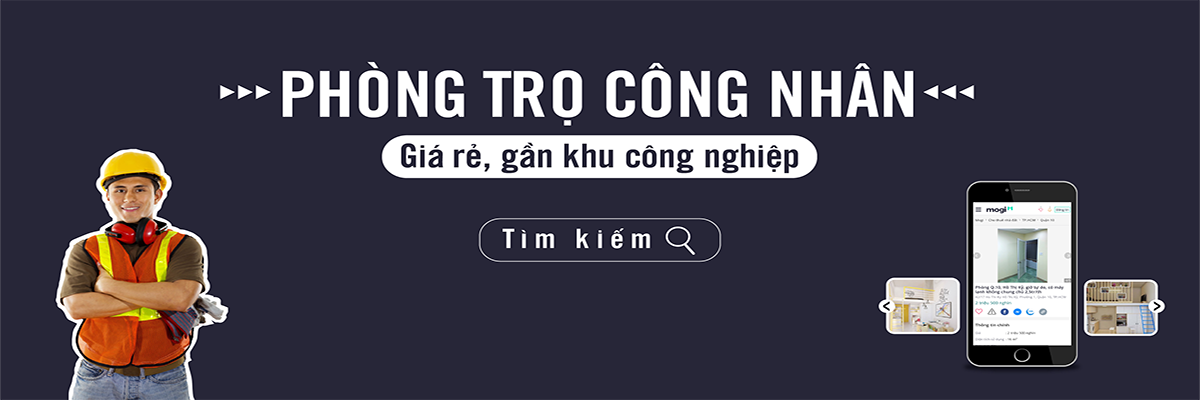 PHÒNG TRỌ CÔNG NHÂN
Giá rẻ, gần khu công nghiệp
Tìm kiếm
mogi
Phòng Q.10, Hồ Thị Kỷ, giờ tự do, có máy
lạnh không chung chủ 2,5tr/th
2 triệu 500 nghìn
Thông tin chính